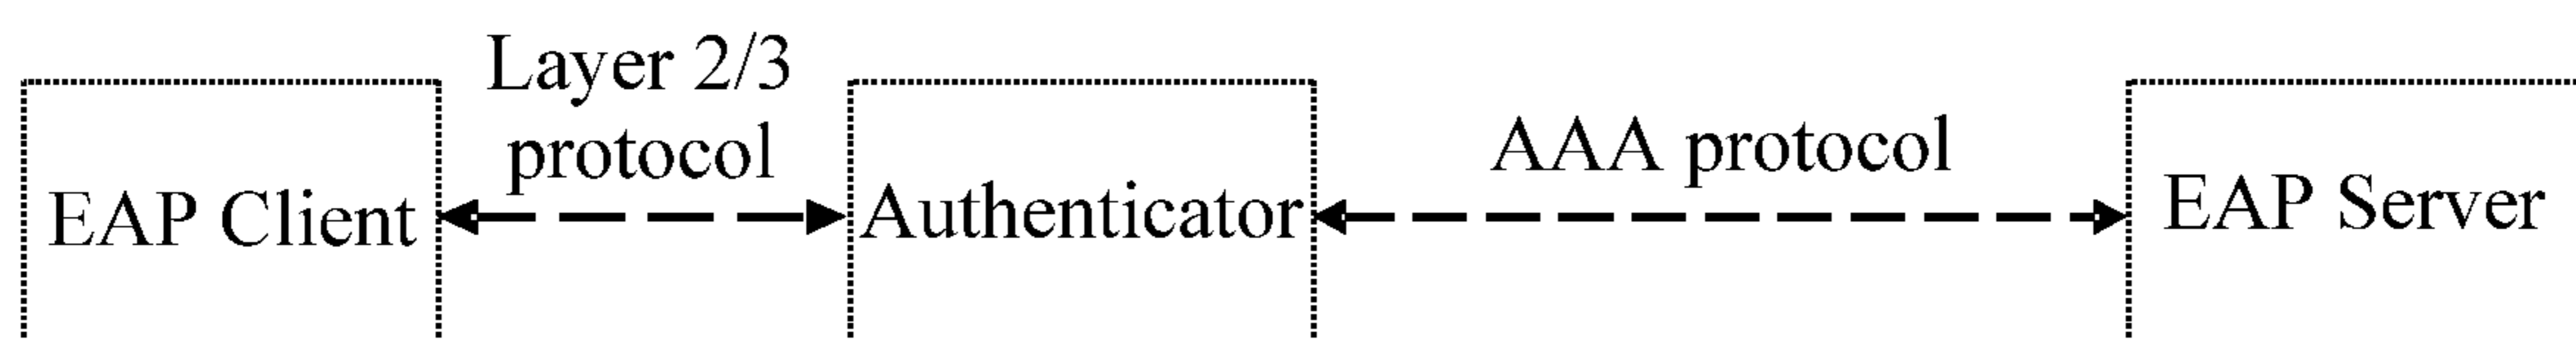 EAP Client
Layer 2/3
protocol
Authenticator
AAA protocol
EAP Server